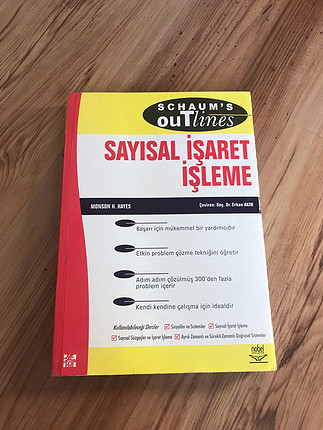 SCHAUM'S
ouTlines
SAYISAL İŞARET
İŞLEME
MONSON H. HAYES
Çeviren: Doç. Dr. Erhan AKIN
Başarı için mükemmel bir yardımcıdır
Etkin problem çözme tekniğini öğretir
Adım adım çözülmüş 300'den fazla
problem içerir
Kendi kendine çalışma için idealdir
Kullanılabileceği Dersler
Sinyaller ve Sistemler
Sayısal İşaret İşleme
Sayısal Süzgeçler ve İşaret İşleme
Ayrık Zamanlı ve Sürekli Zamanlı Doğrusal Sistemler
nobel